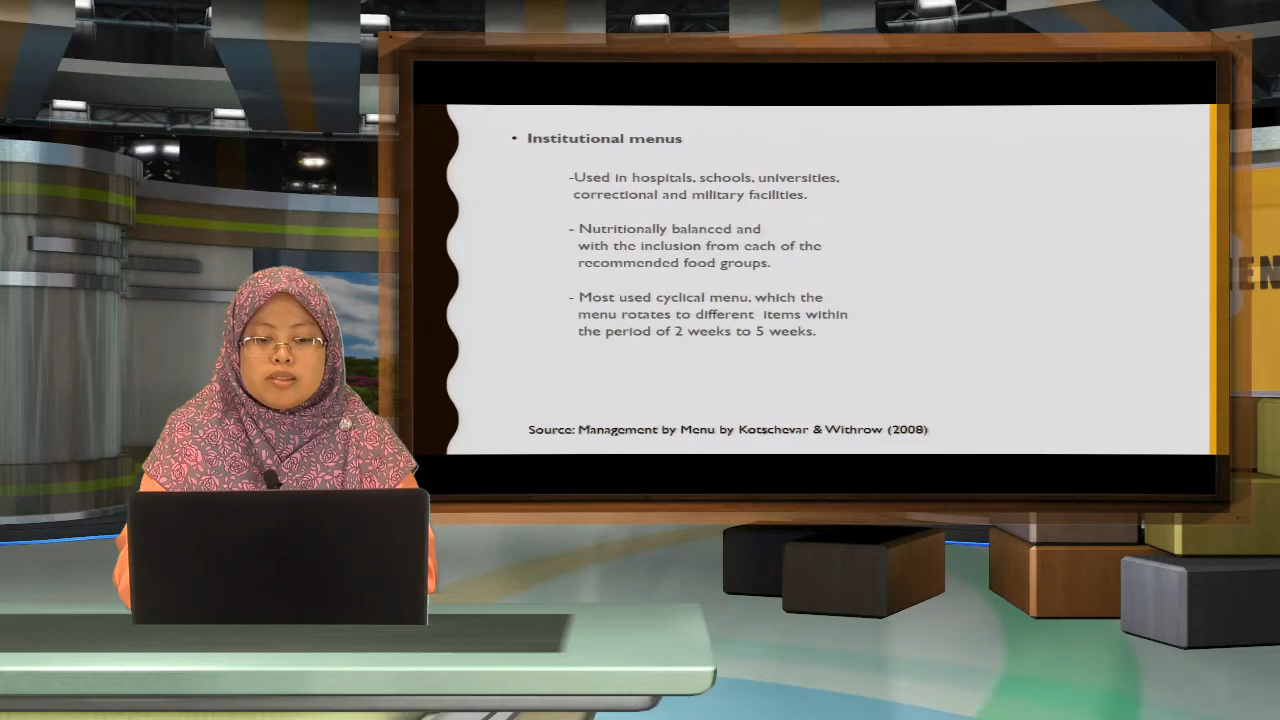 • Institutional menus
-Used in hospitals, schools, universities,
correctional and military facilities.
- Nutritionally balanced and
with the inclusion from each of the
recommended food groups.
- Most used cyclical menu, which the
menu rotates to different items within
the period of 2 weeks to 5 weeks.
Source: Management by Menu by Kotschevar & Withrow (2008)
EN